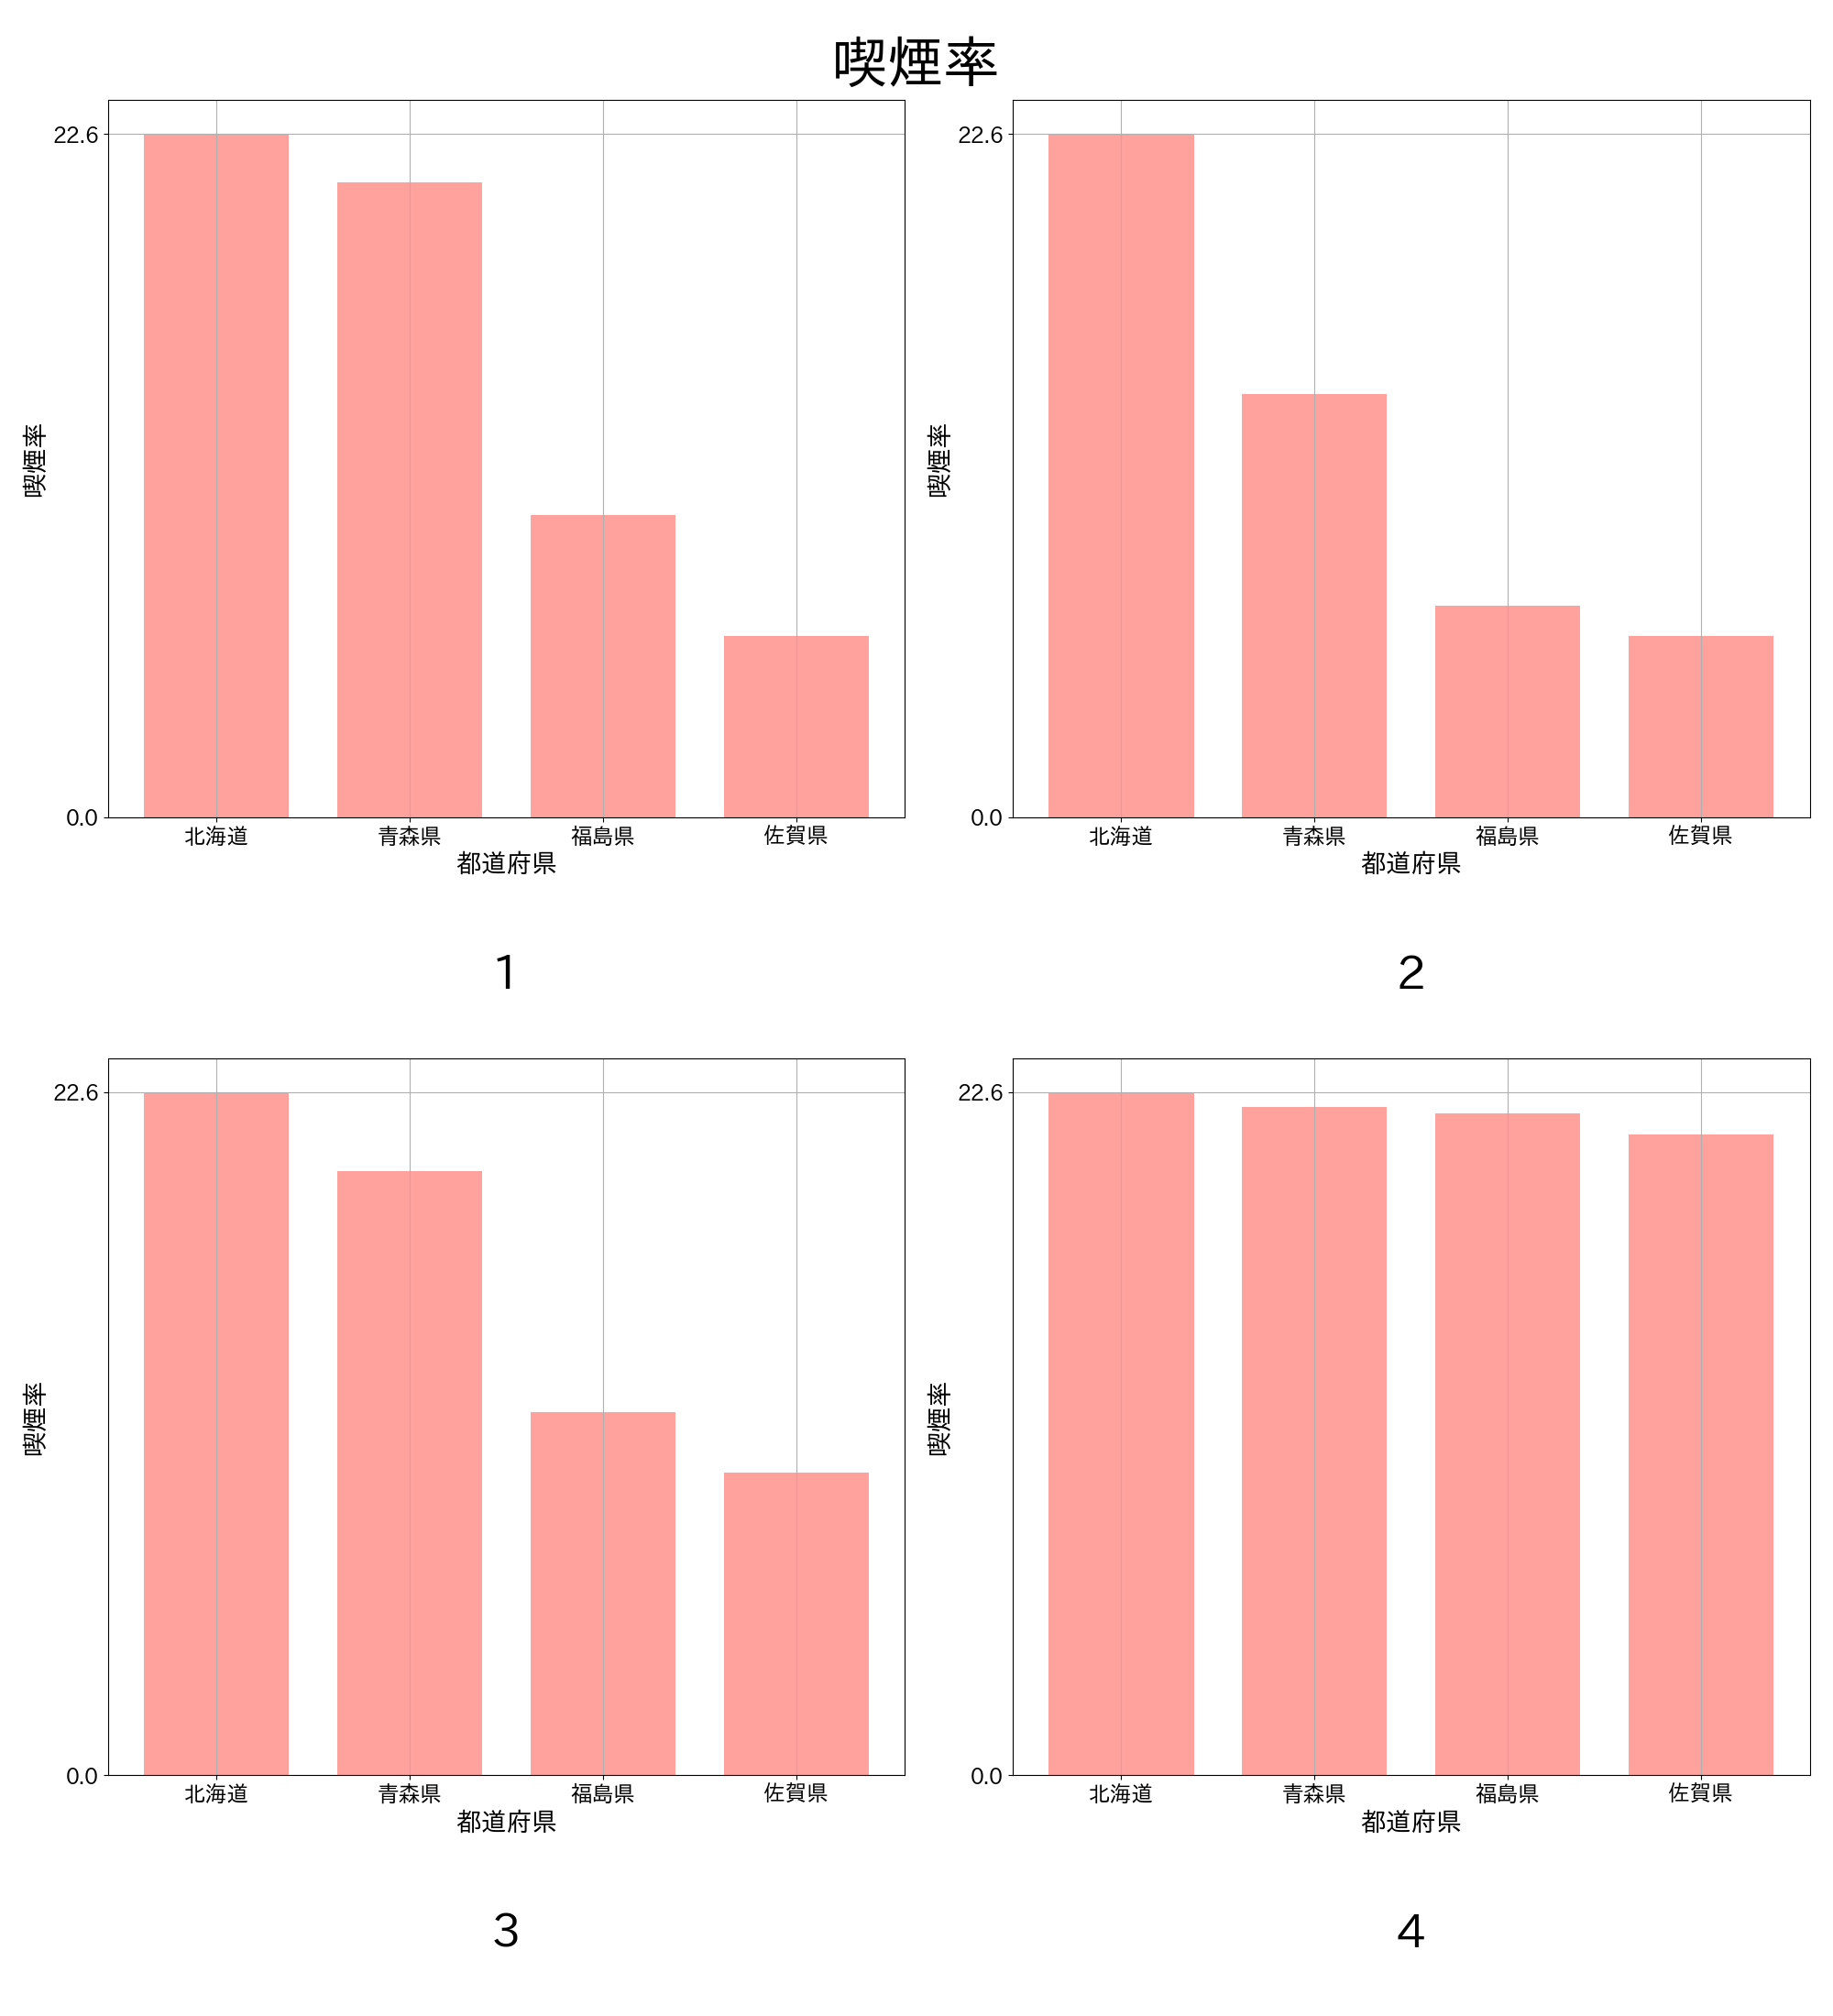 喫煙率
22.6
0.0
喫煙率
北海道 青森県 福島県 佐賀県
都道府県
1
22.6
0.0
喫煙率
北海道 青森県 福島県 佐賀県
都道府県
2
22.6
0.0
喫煙率
北海道 青森県 福島県 佐賀県
都道府県
3
22.6
0.0
喫煙率
北海道 青森県 福島県 佐賀県
都道府県
4